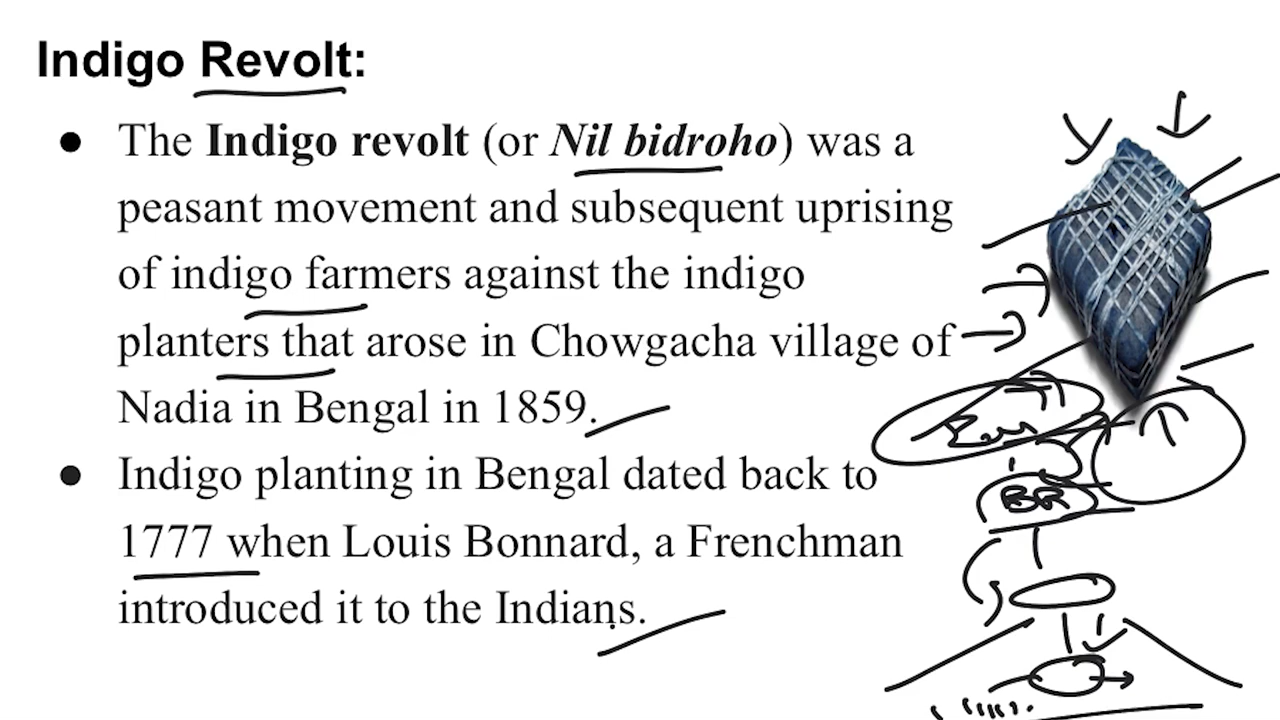 Indigo Revolt:
● The Indigo revolt (or Nil bidroho) was a
peasant movement and subsequent uprising
of indigo farmers against the indigo
planters that arose in Chowgacha village of
Nadia in Bengal in 1859.
● Indigo planting in Bengal dated back to
1777 when Louis Bonnard, a Frenchman
introduced it to the Indians.
BR